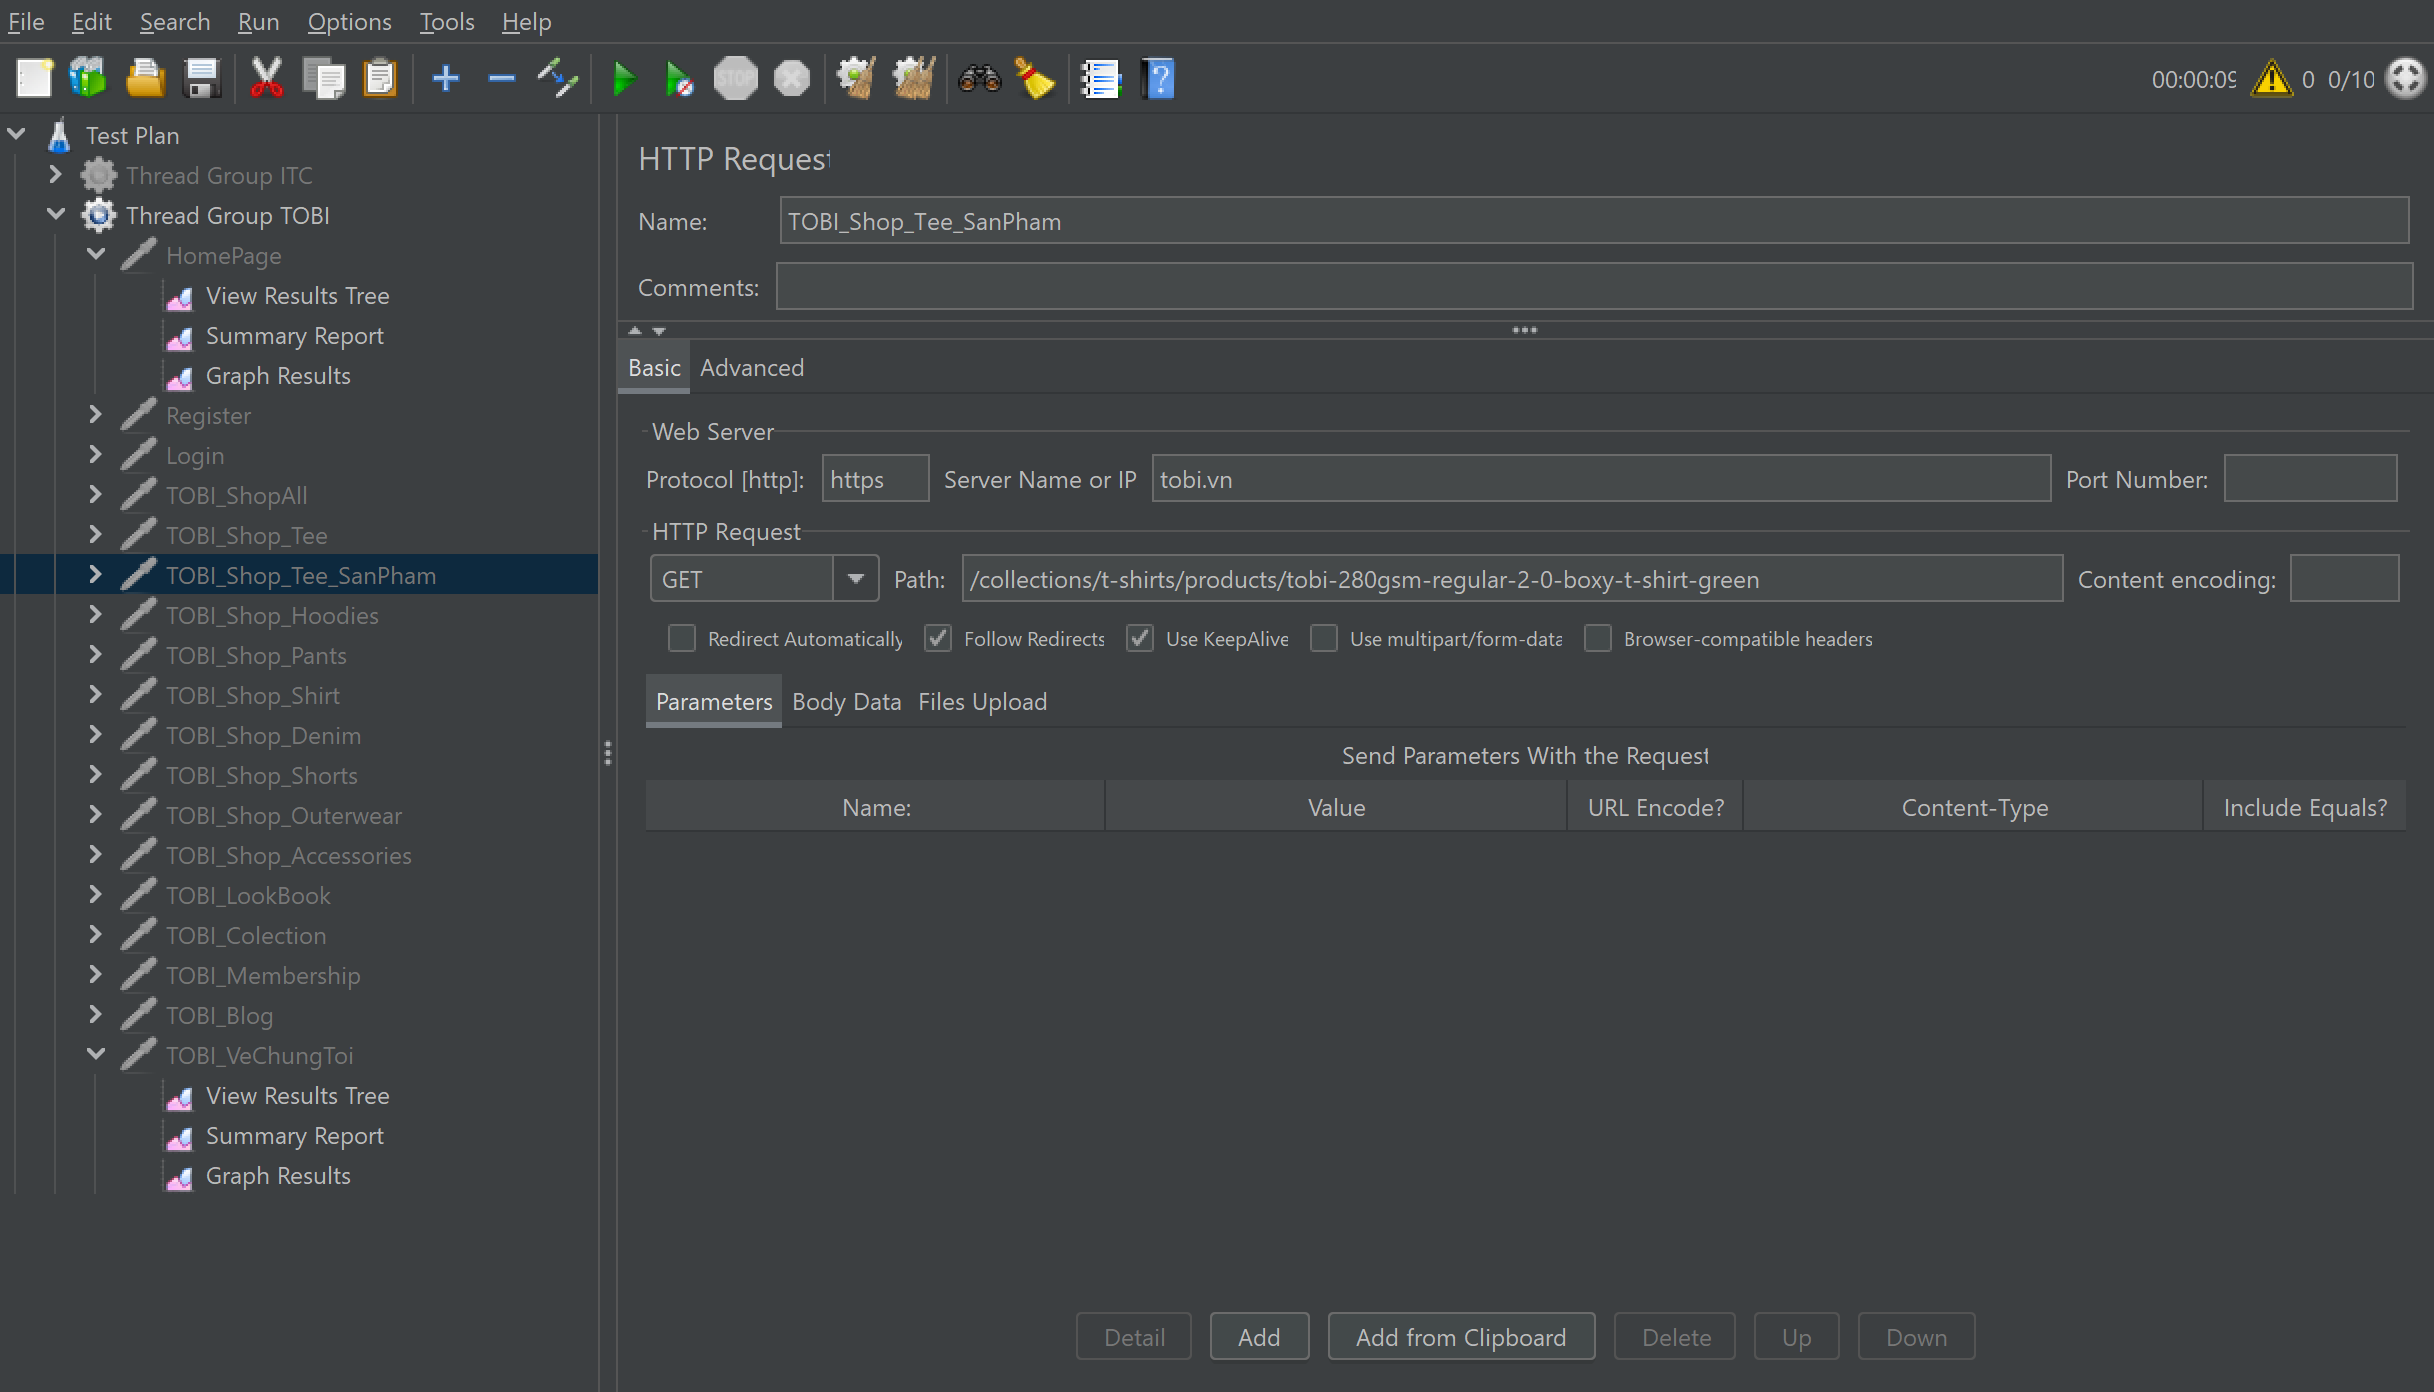 File Edit Search Run Options Tools Help
STOP
00:00:09 0 0/10
Test Plan
Thread Group ITC
Thread Group TOBI
HomePage
View Results Tree
Summary Report
Graph Results
Register
Login
TOBI_ShopAll
TOBI_Shop_Tee
TOBI_Shop_Tee_SanPham
TOBI_Shop_Hoodies
TOBI_Shop_Pants
TOBI_Shop_Shirt
TOBI_Shop_Denim
TOBI_Shop_Shorts
TOBI_Shop_Outerwear
TOBI_Shop_Accessories
TOBI_LookBook
TOBI_Colection
TOBI_Membership
TOBI_Blog
TOBI_VeChungToi
View Results Tree
Summary Report
Graph Results
HTTP Request
Name: TOBI_Shop_Tee_SanPham
Comments:
Basic Advanced
Web Server
Protocol [http]: https Server Name or IP tobi.vn Port Number:
HTTP Request
GET Path: /collections/t-shirts/products/tobi-280gsm-regular-2-0-boxy-t-shirt-green Content encoding:
Redirect Automatically Follow Redirects Use KeepAlive Use multipart/form-data Browser-compatible headers
Parameters Body Data Files Upload
Send Parameters With the Request
Name: Value URL Encode? Content-Type Include Equals?
Detail Add Add from Clipboard Delete Up Down